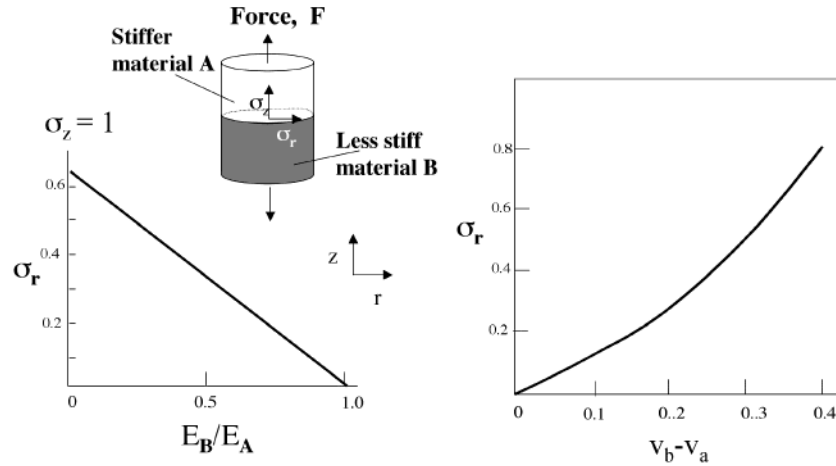 Force, F
Stiffer
material A
σz
σr
Less stiff
material B
σz = 1
0.6
0.4
σr
0.2
0
0.5
1.0
EB/EA
z
r
0.8
0.6
σr
0.4
0.2
0
0.1
0..2
0..3
0.4
vb-va